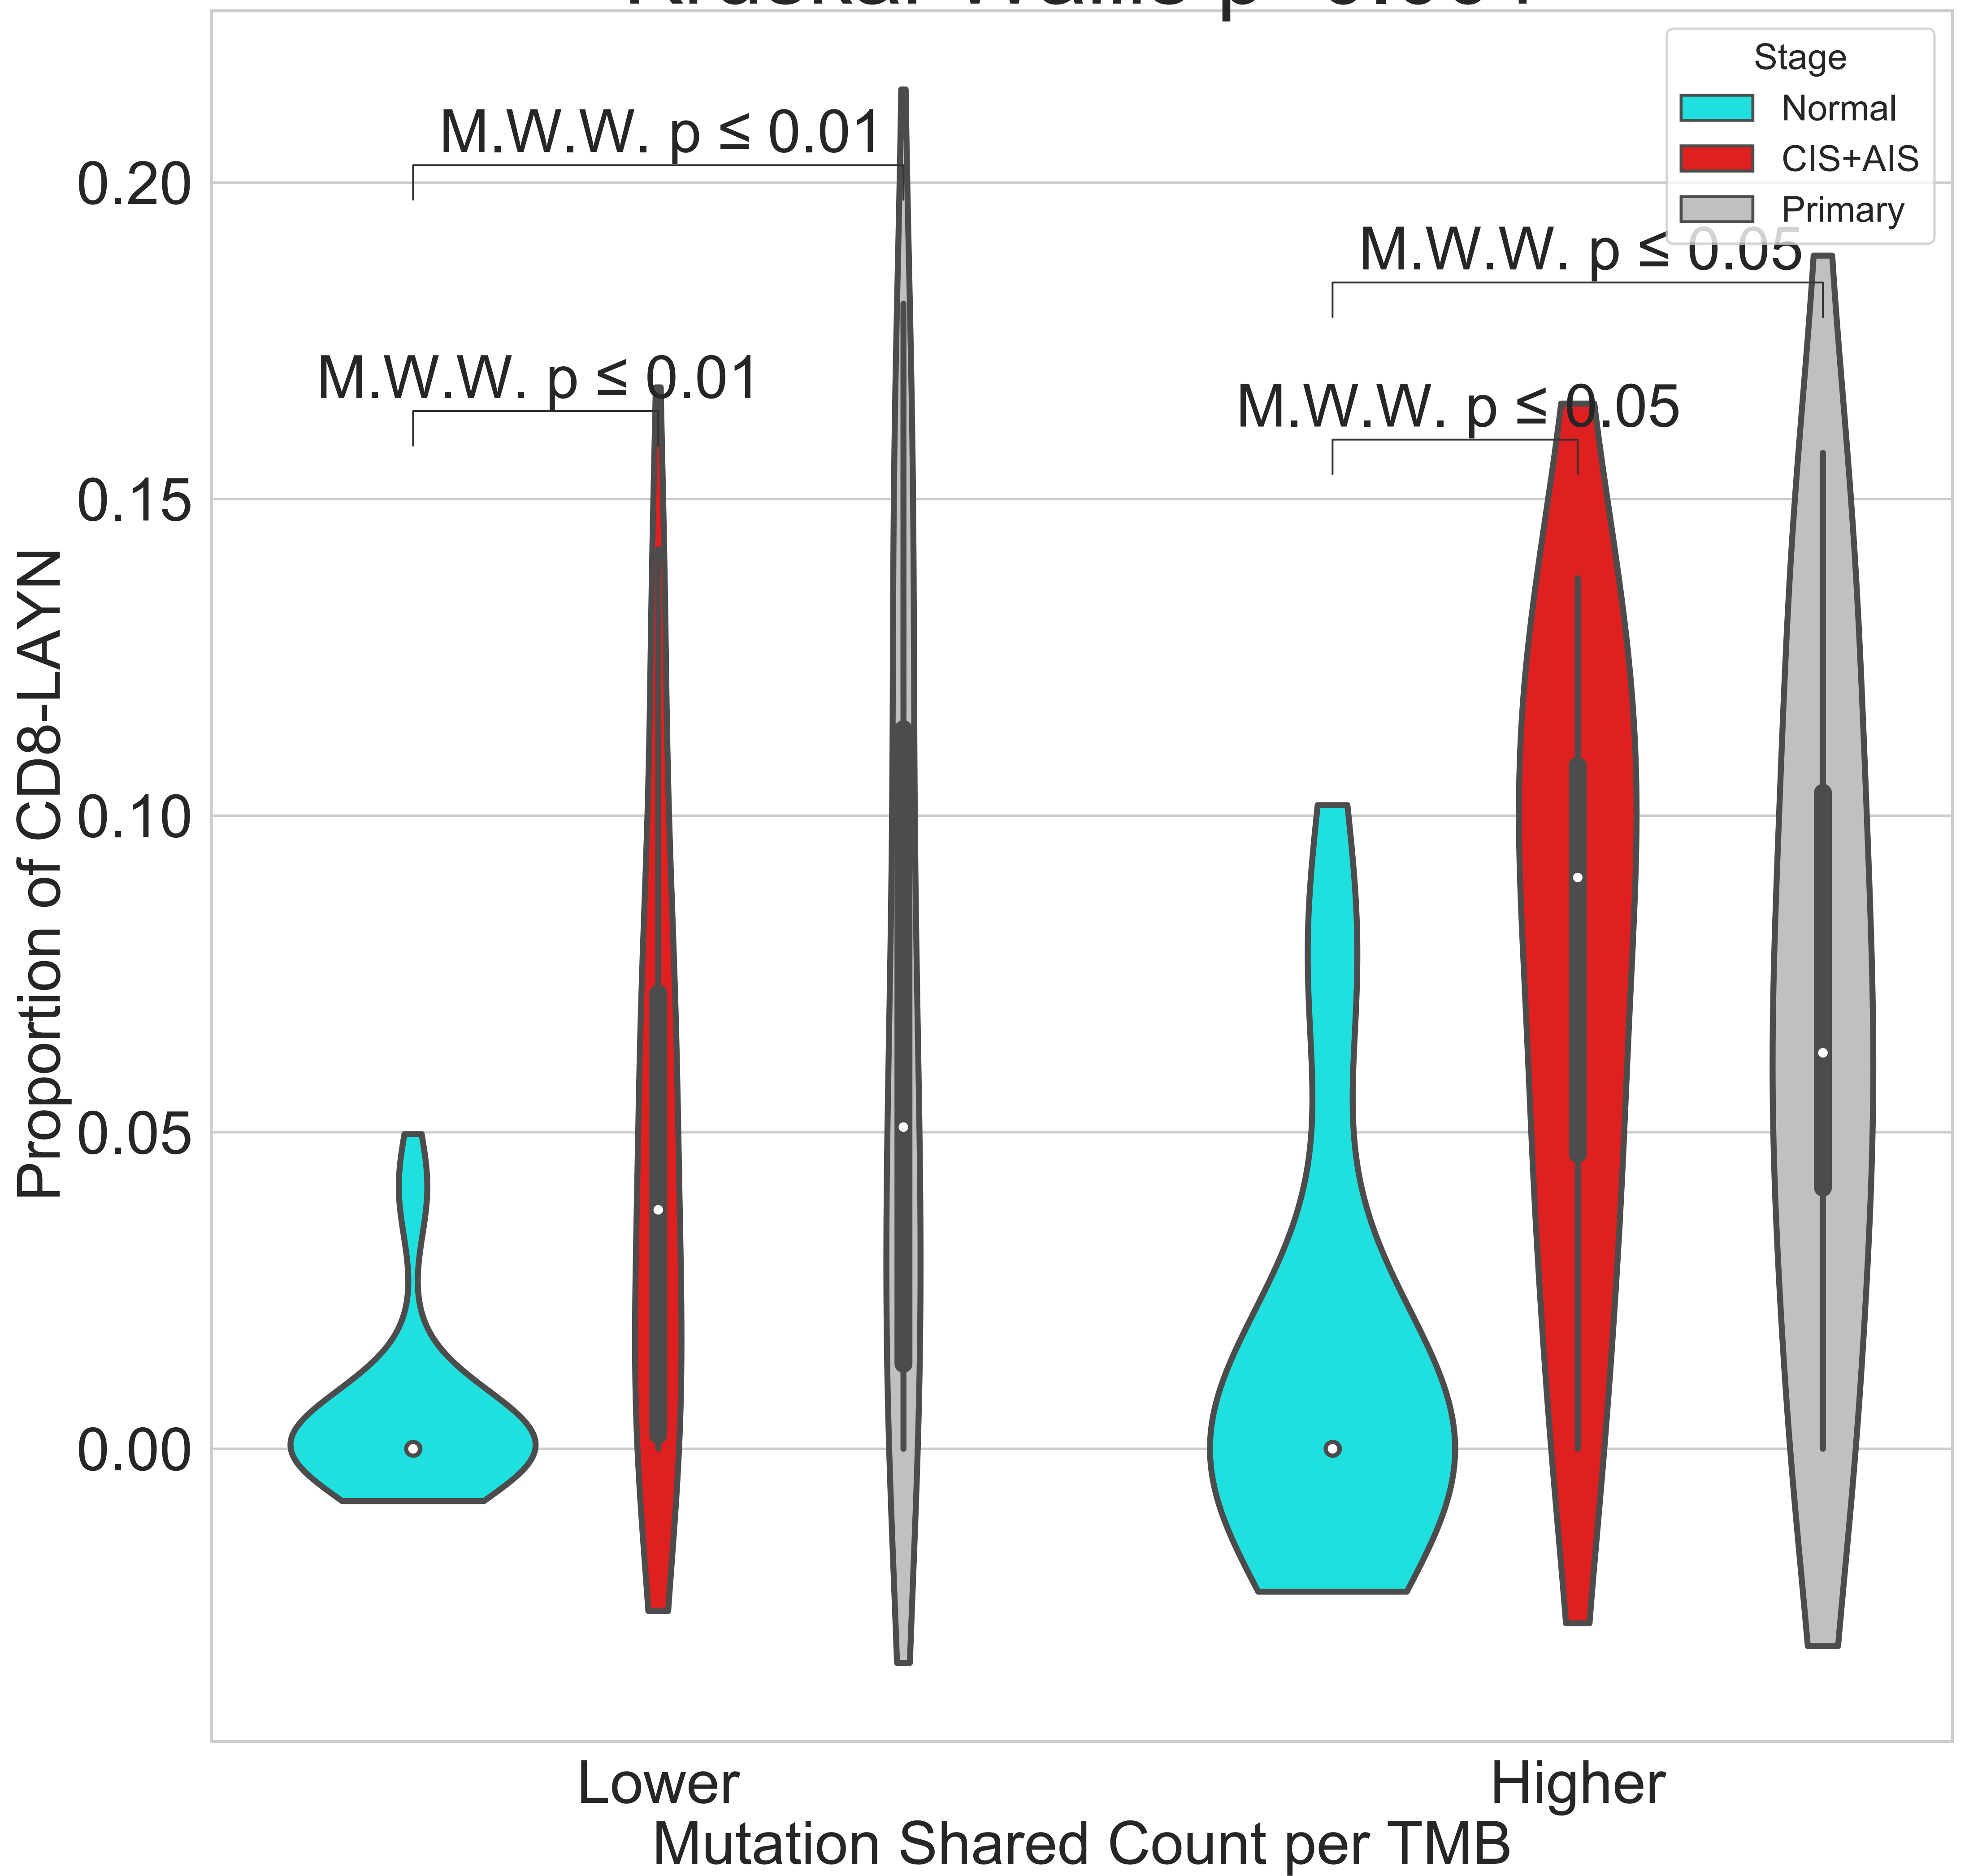 Stage
Normal
CIS+AIS
Primary
M.W.W. p ≤ 0.01
M.W.W. p ≤ 0.05
M.W.W. p ≤ 0.01
M.W.W. p ≤ 0.05
Proportion of CD8-LAYN
0.20
0.15
0.10
0.05
0.00
Lower
Higher
Mutation Shared Count per TMB